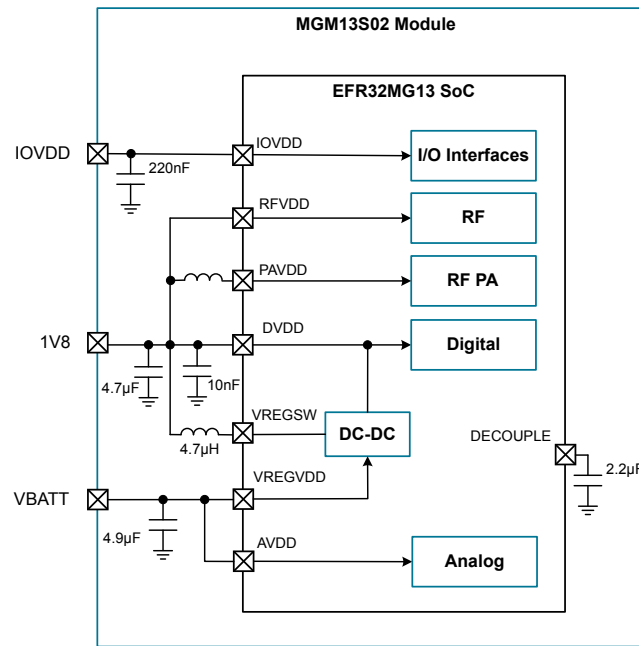 MGM13S02 Module
EFR32MG13 SoC
IOVDD
220nF
IOVDD
I/O Interfaces
RFVDD
RF
PAVDD
RF PA
1V8
4.7µF
10nF
DVDD
Digital
4.7µH
VREGSW
DC-DC
DECOUPLE
2.2µF
VBATT
4.9µF
VREGVDD
AVDD
Analog